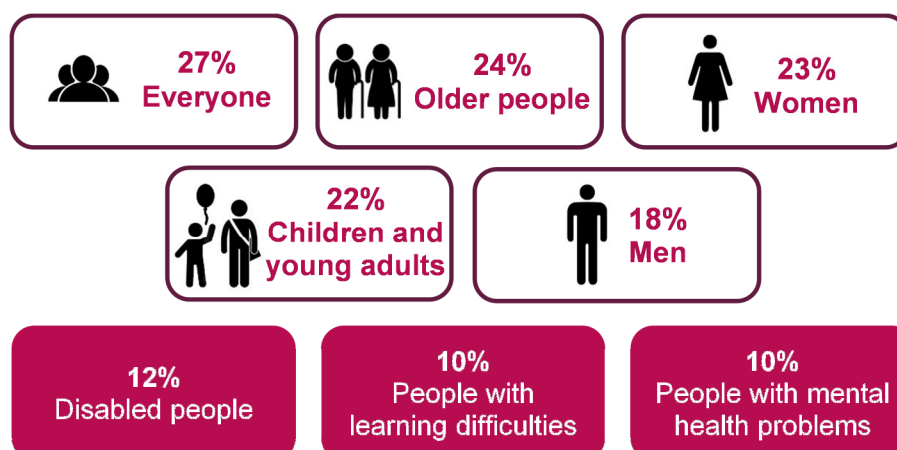 27%
Everyone
24%
Older people
23%
Women
22%
Children and
young adults
18%
Men
12%
Disabled people
10%
People with
learning difficulties
10%
People with mental
health problems